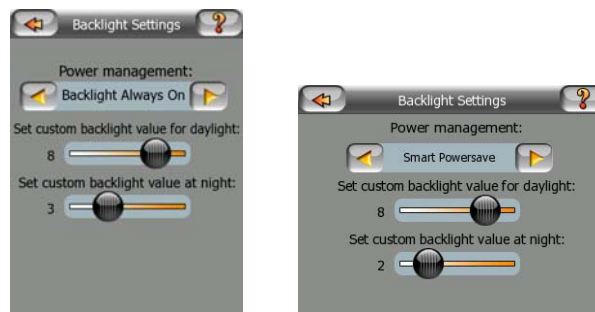 Backlight Settings ?
Power management:
Backlight Always On
Set custom backlight value for daylight:
8
Set custom backlight value at night:
3
Backlight Settings ?
Power management:
Smart Powersave
Set custom backlight value for daylight:
8
Set custom backlight value at night:
2